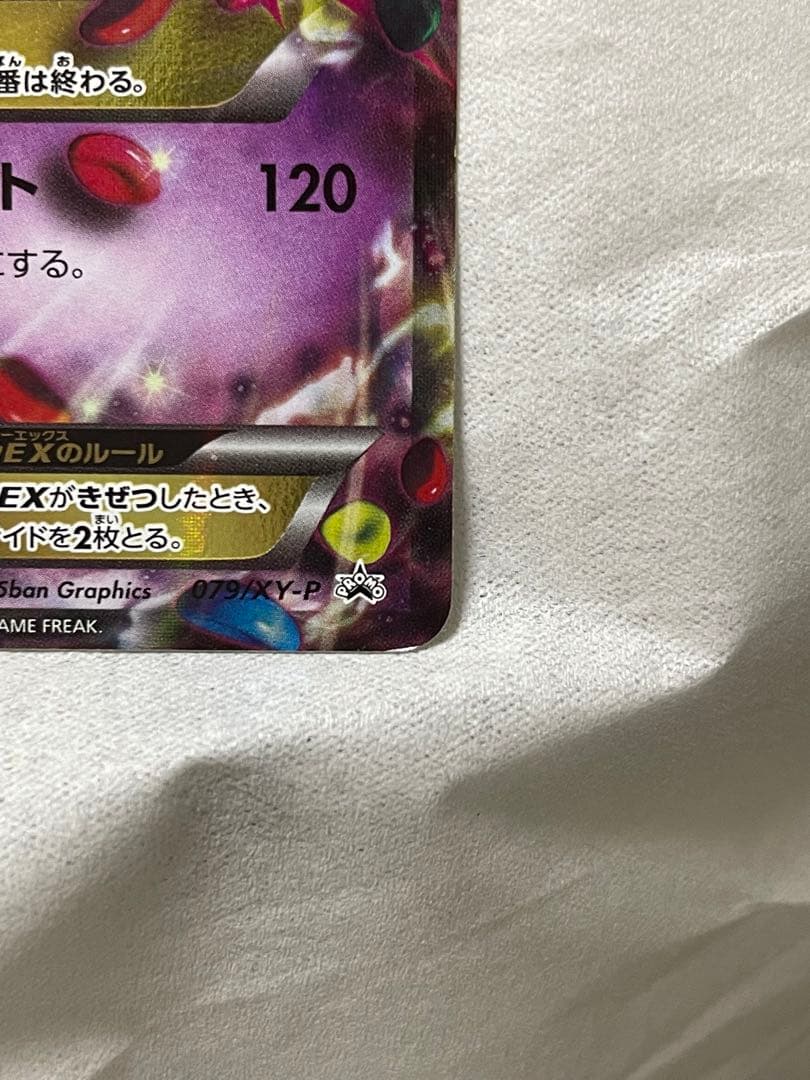 番は終わる。
ト 120
にする。
ーエックス
EXのルール
EXがきぜつしたとき、
イドを2枚とる。
5ban Graphics 079/XY-P PROMO
AME FREAK.